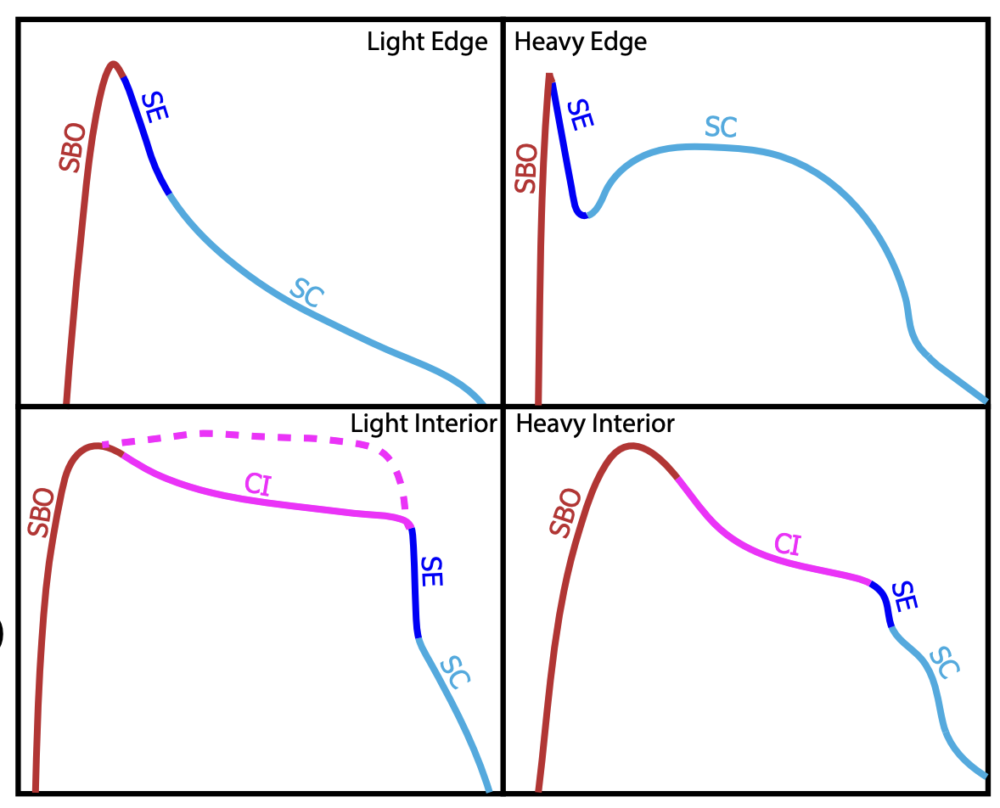 Light Edge
SBO
SE
SC
Heavy Edge
SBO
SE
SC
Light Interior
SBO
CI
SE
SC
Heavy Interior
SBO
CI
SE
SC
)